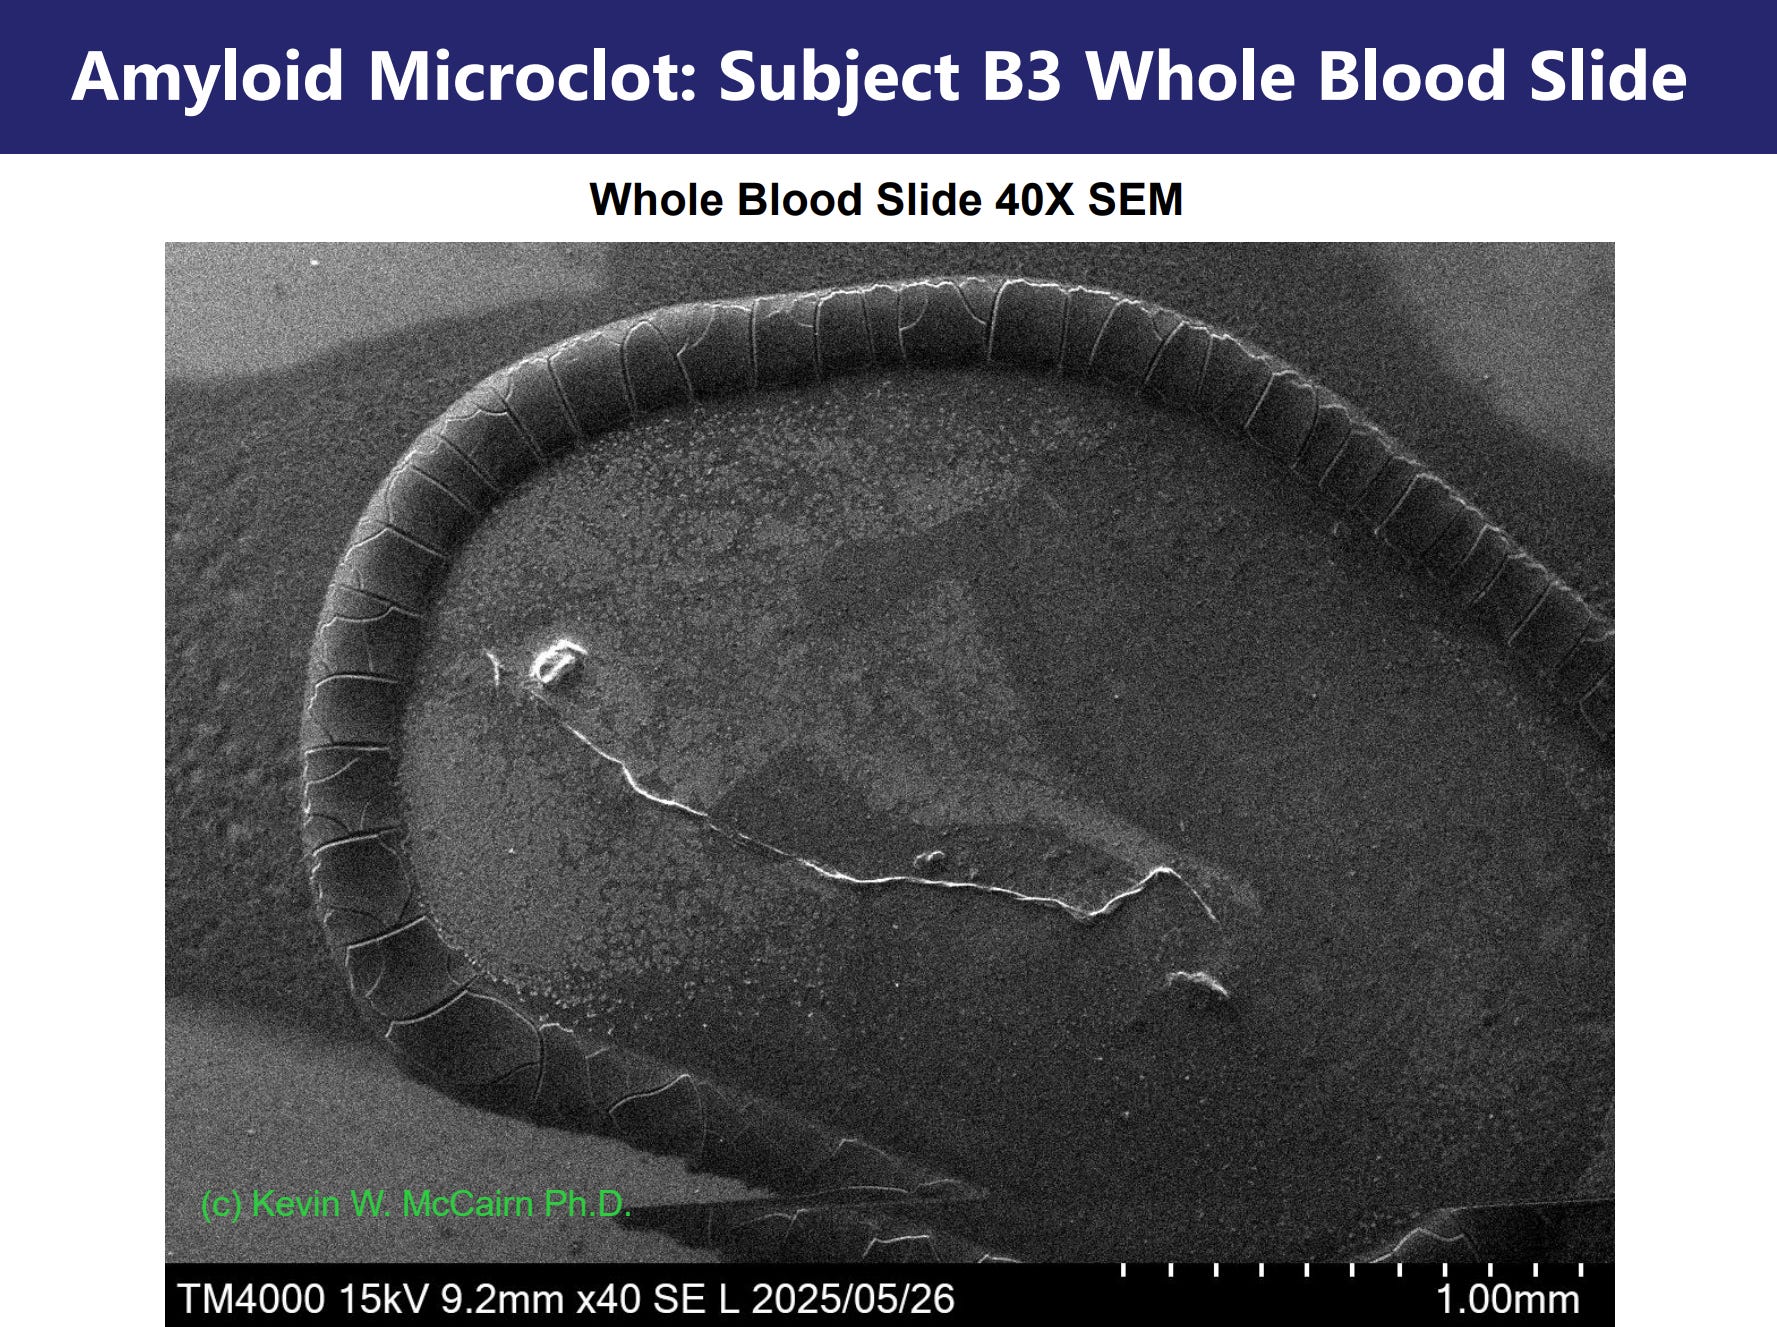 Amyloid Microclot: Subject B3 Whole Blood Slide
Whole Blood Slide 40X SEM
(c) Kevin W. McCairn Ph.D.
TM4000 15kV 9.2mm x40 SE L 2025/05/26 1.00mm